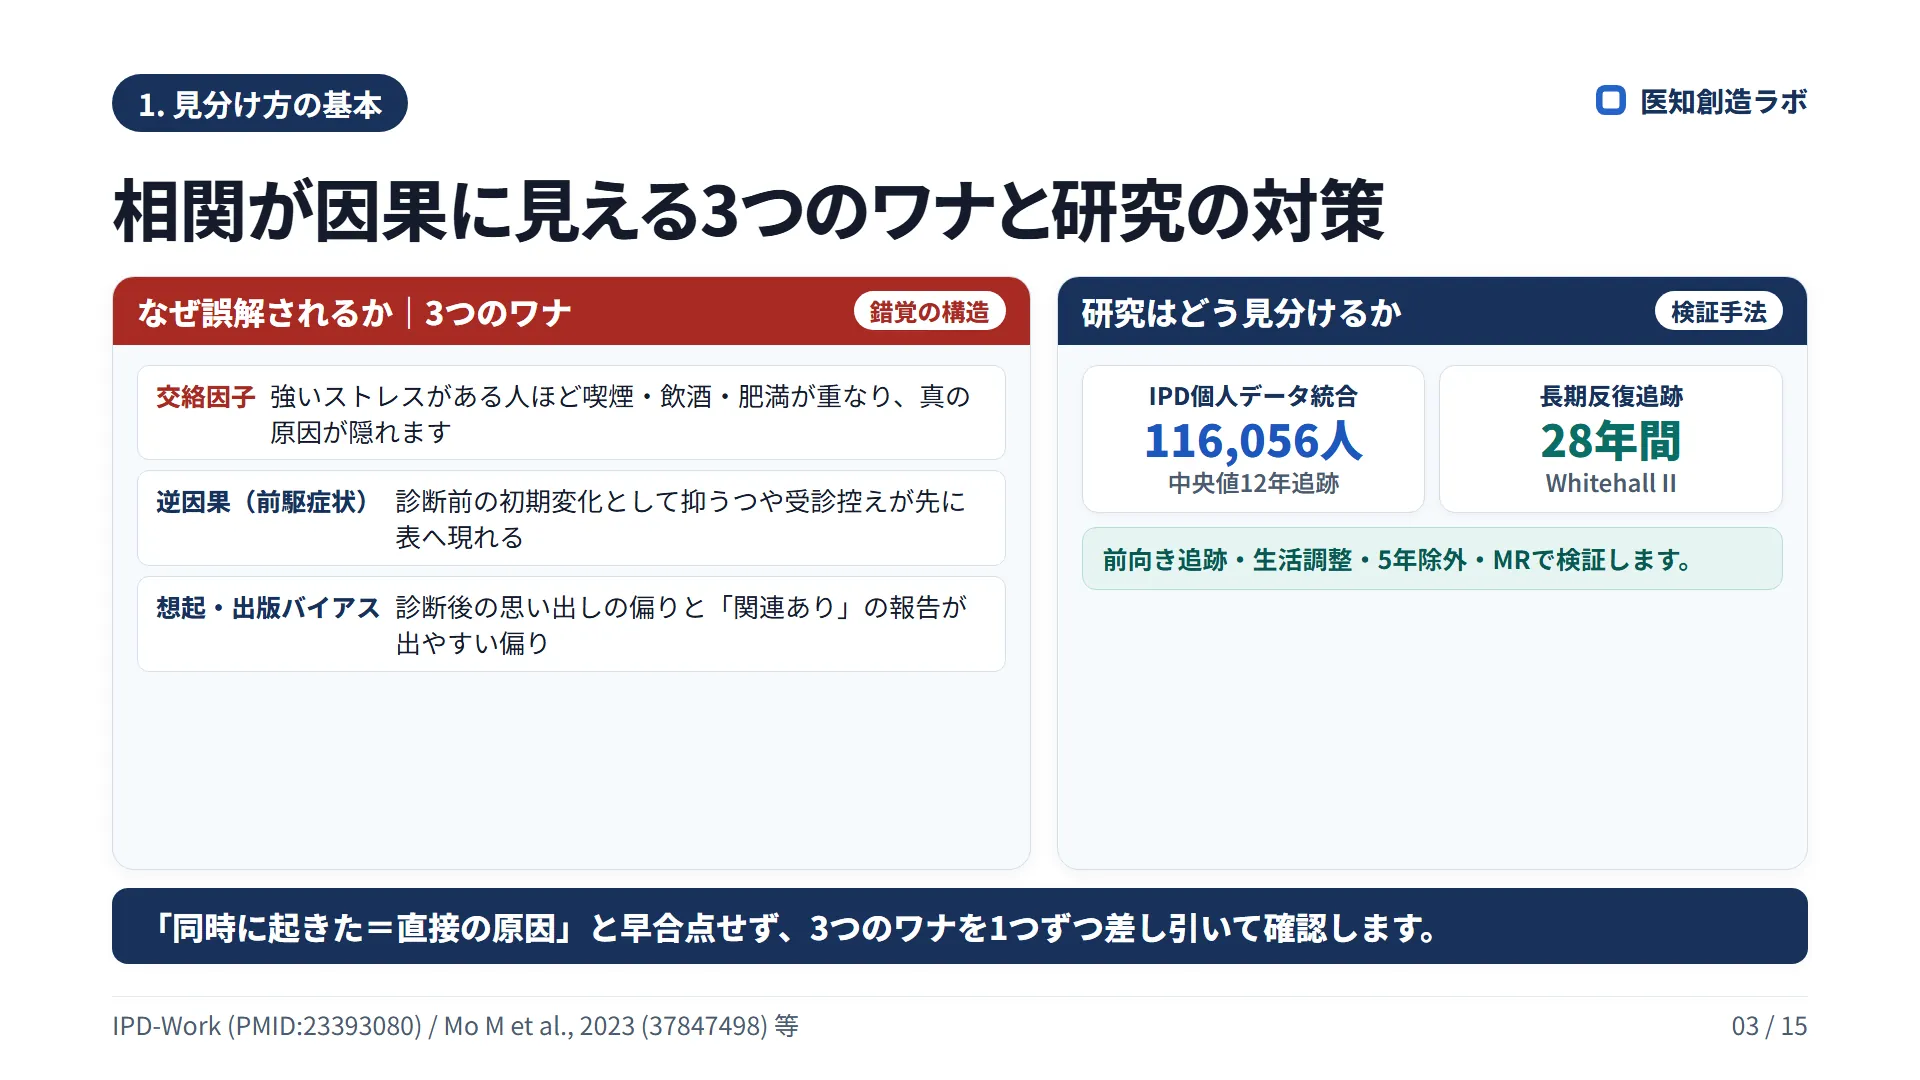 1. 見分け方の基本
医知創造ラボ
相関が因果に見える3つのワナと研究の対策
なぜ誤解されるか｜3つのワナ
錯覚の構造
交絡因子 強いストレスがある人ほど喫煙・飲酒・肥満が重なり、真の
原因が隠れます
逆因果（前駆症状） 診断前の初期変化として抑うつや受診控えが先に
表へ現れる
想起・出版バイアス 診断後の思い出しの偏りと「関連あり」の報告が
出やすい偏り
研究はどう見分けるか
検証手法
IPD個人データ統合
116,056人
中央値12年追跡
長期反復追跡
28年間
Whitehall II
前向き追跡・生活調整・5年除外・MRで検証します。
「同時に起きた＝直接の原因」と早合点せず、3つのワナを1つずつ差し引いて確認します。
IPD-Work (PMID:23393080) / Mo M et al., 2023 (37847498) 等
03 / 15